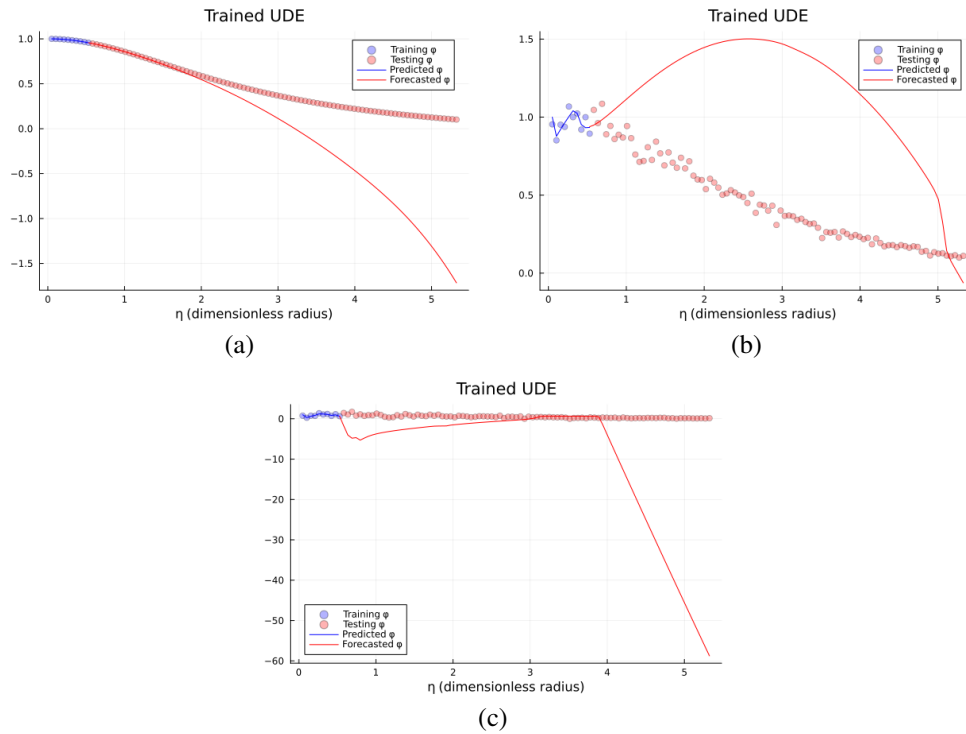 Trained UDE
1.0
0.5
0.0
−0.5
−1.0
−1.5
0
1
2
3
4
5
η (dimensionless radius)
Training φ
Testing φ
Predicted φ
Forecasted φ
(a)
Trained UDE
1.5
1.0
0.5
0.0
0
1
2
3
4
5
η (dimensionless radius)
Training φ
Testing φ
Predicted φ
Forecasted φ
(b)
Trained UDE
0
−10
−20
−30
−40
−50
−60
0
1
2
3
4
5
η (dimensionless radius)
Training φ
Testing φ
Predicted φ
Forecasted φ
(c)